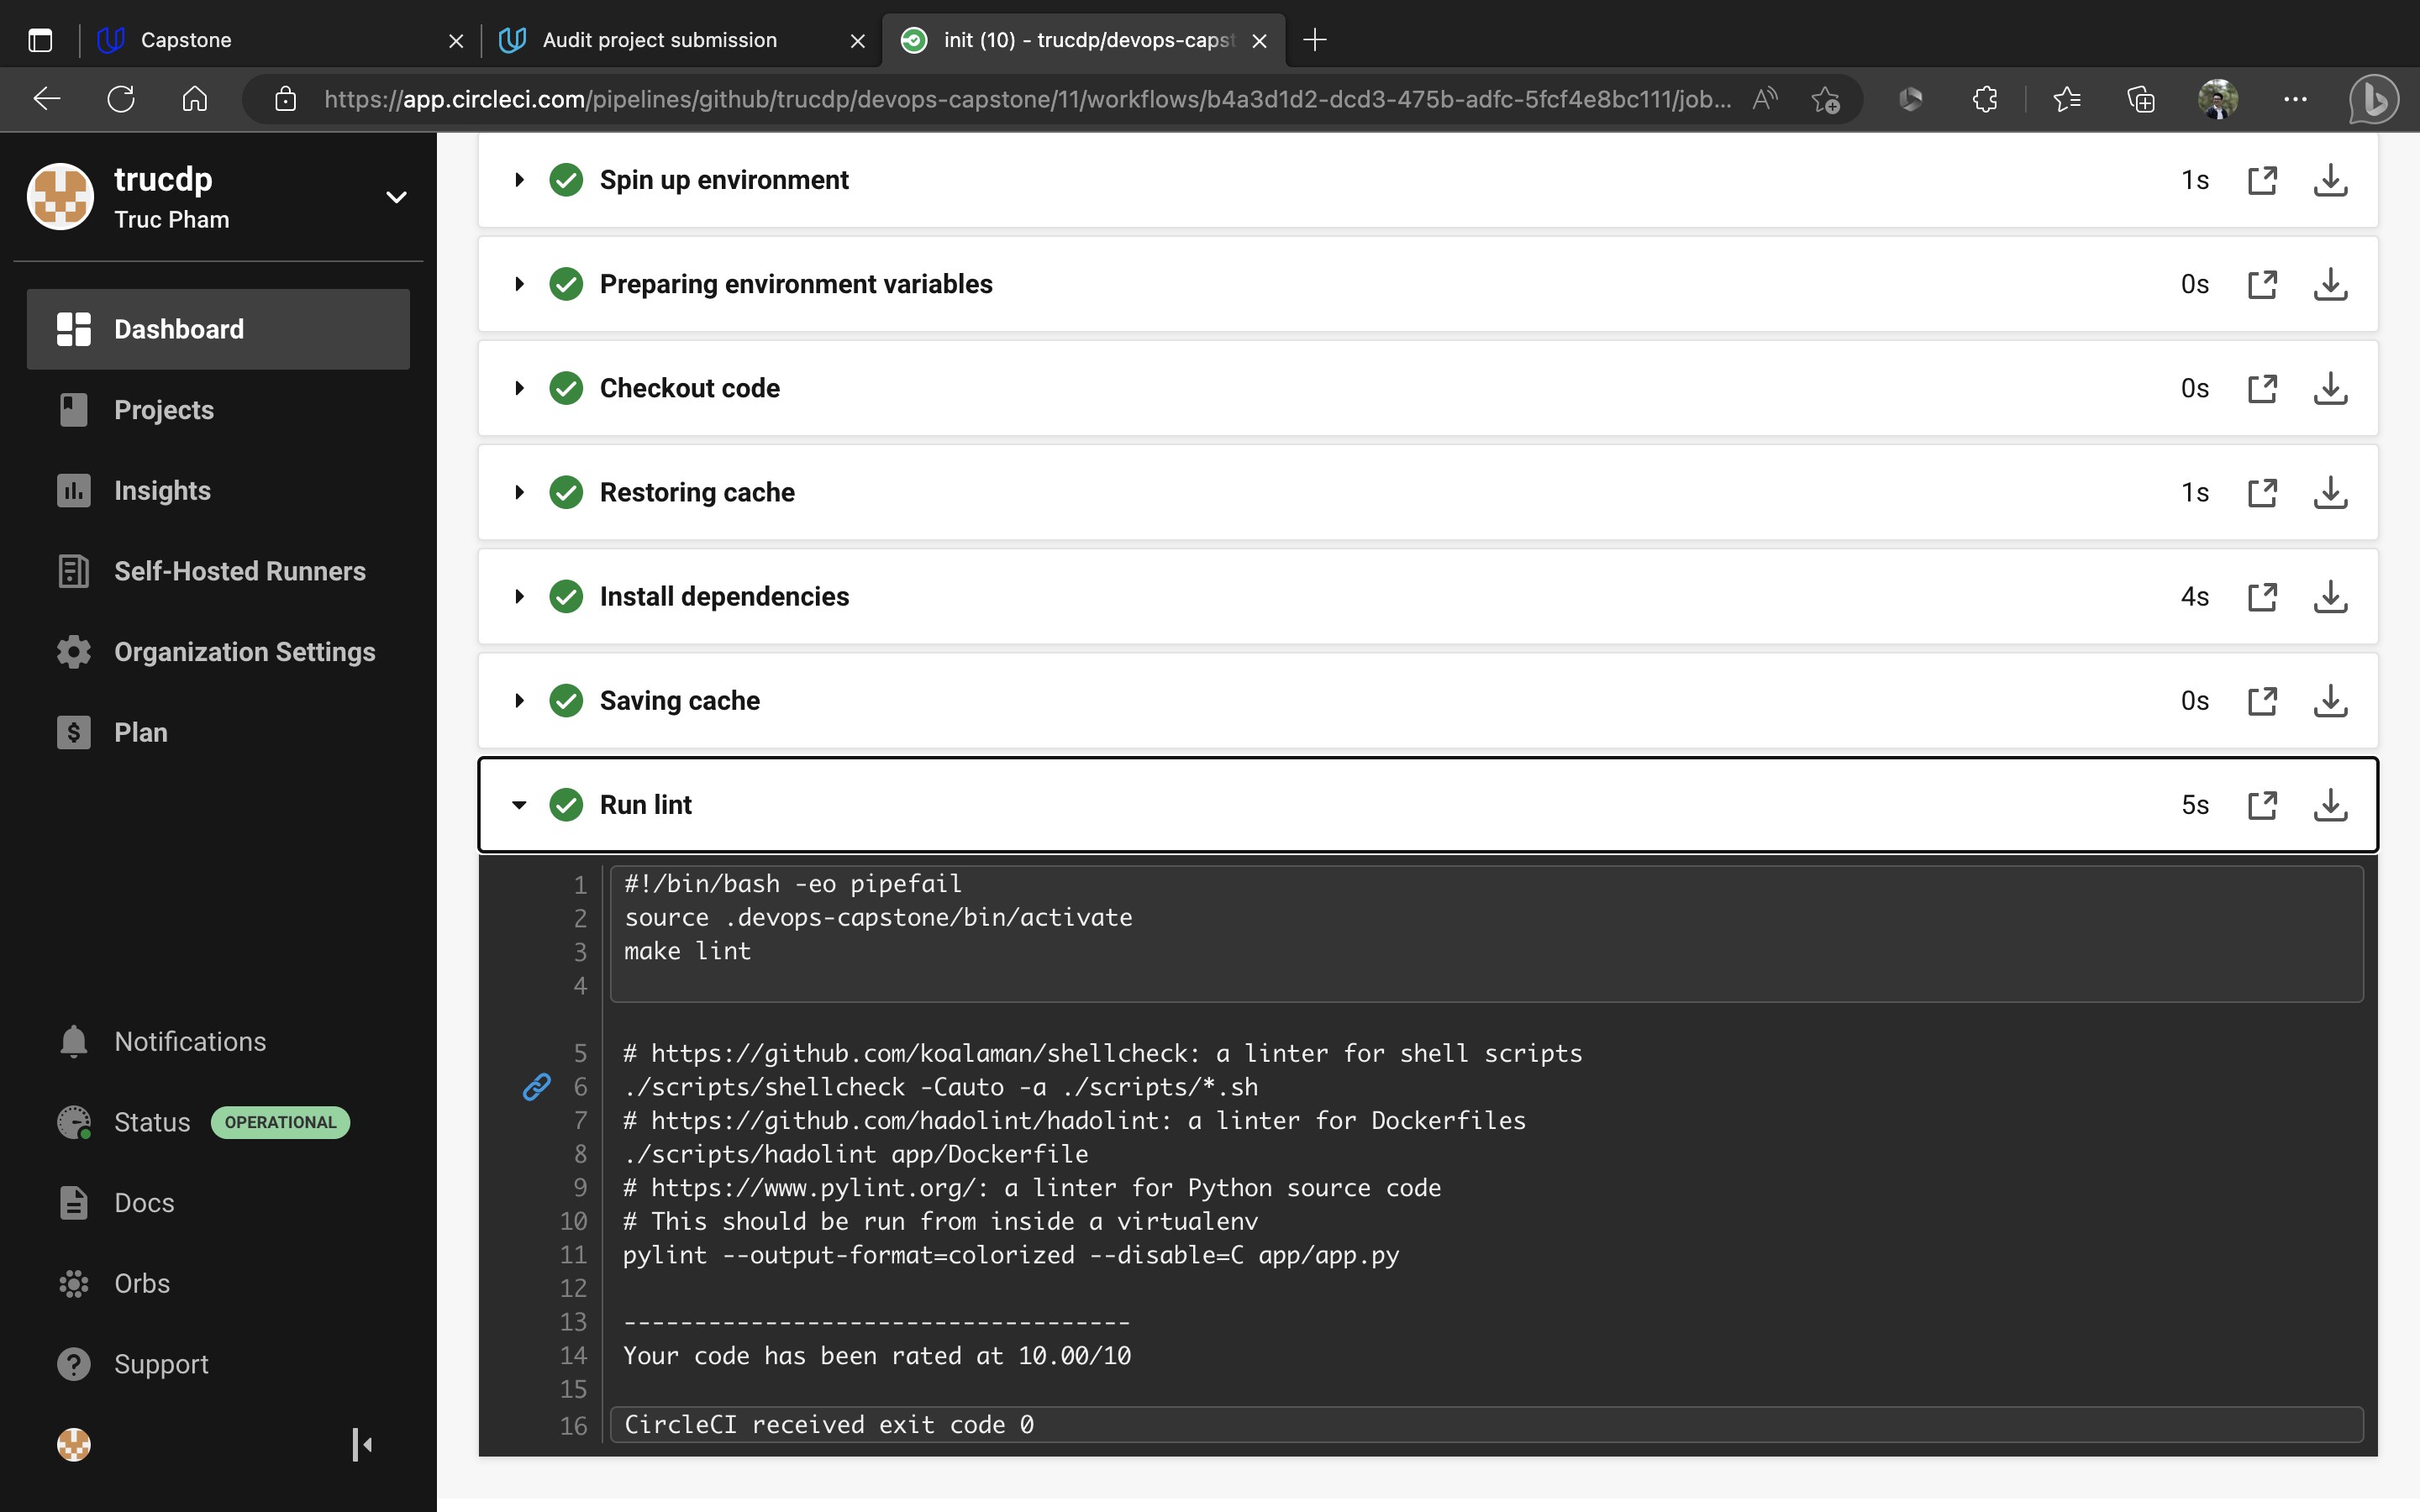 Capstone
Audit project submission
init (10) - trucdp/devops-capst
https://app.circleci.com/pipelines/github/trucdp/devops-capstone/11/workflows/b4a3d1d2-dcd3-475b-adfc-5fcf4e8bc111/job...
trucdp
Truc Pham
Dashboard
Projects
Insights
Self-Hosted Runners
Organization Settings
Plan
Notifications
Status OPERATIONAL
Docs
Orbs
Support
Spin up environment 1s
Preparing environment variables 0s
Checkout code 0s
Restoring cache 1s
Install dependencies 4s
Saving cache 0s
Run lint 5s
1 #!/bin/bash -eo pipefail
2 source .devops-capstone/bin/activate
3 make lint
4
5 # https://github.com/koalaman/shellcheck: a linter for shell scripts
6 ./scripts/shellcheck -Cauto -a ./scripts/*.sh
7 # https://github.com/hadolint/hadolint: a linter for Dockerfiles
8 ./scripts/hadolint app/Dockerfile
9 # https://www.pylint.org/: a linter for Python source code
10 # This should be run from inside a virtualenv
11 pylint --output-format=colorized --disable=C app/app.py
12
13 ------------------------------------
14 Your code has been rated at 10.00/10
15
16 CircleCI received exit code 0